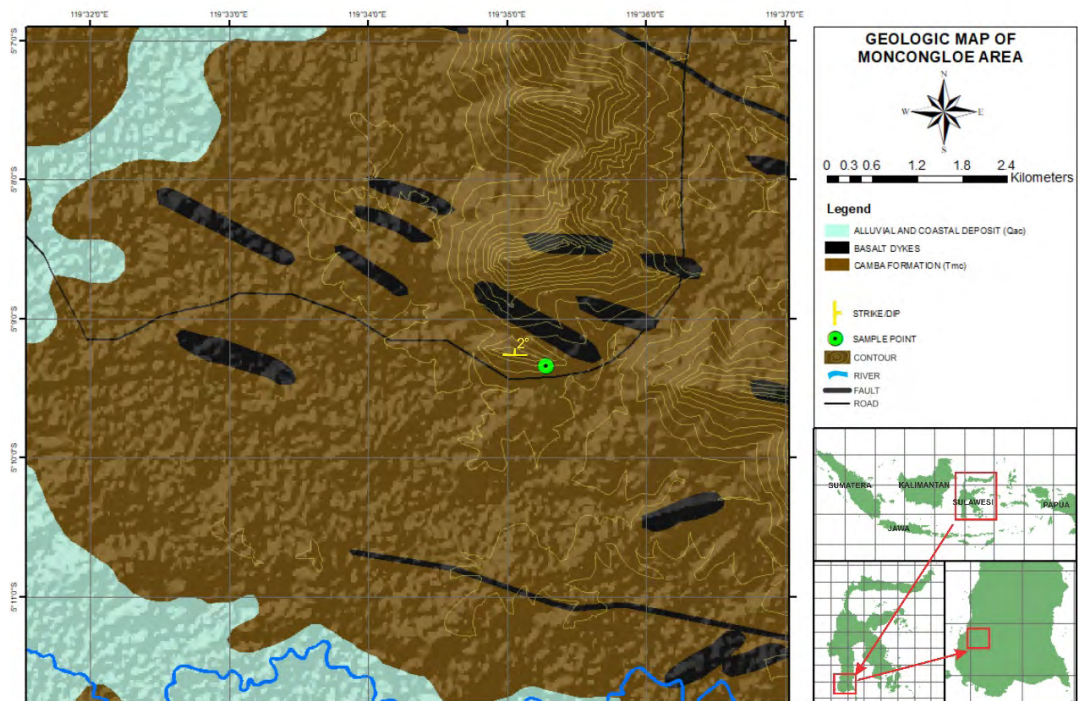 119°32'0"E 119°33'0"E 119°34'0"E 119°35'0"E 119°36'0"E 119°37'0"E
5°7'0"S
5°8'0"S
5°9'0"S
5°10'0"S
5°11'0"S
2°
GEOLOGIC MAP OF
MONCONGLOE AREA
N
W E
S
0 0.3 0.6 1.2 1.8 2.4
Kilometers
Legend
ALLUVIAL AND COASTAL DEPOSIT (Qac)
BASALT DYKES
CAMBA FORMATION (Tmc)
STRIKE/DIP
SAMPLE POINT
CONTOUR
RIVER
FAULT
ROAD
SUMATERA KALIMANTAN SULAWESI PAPUA
JAWA